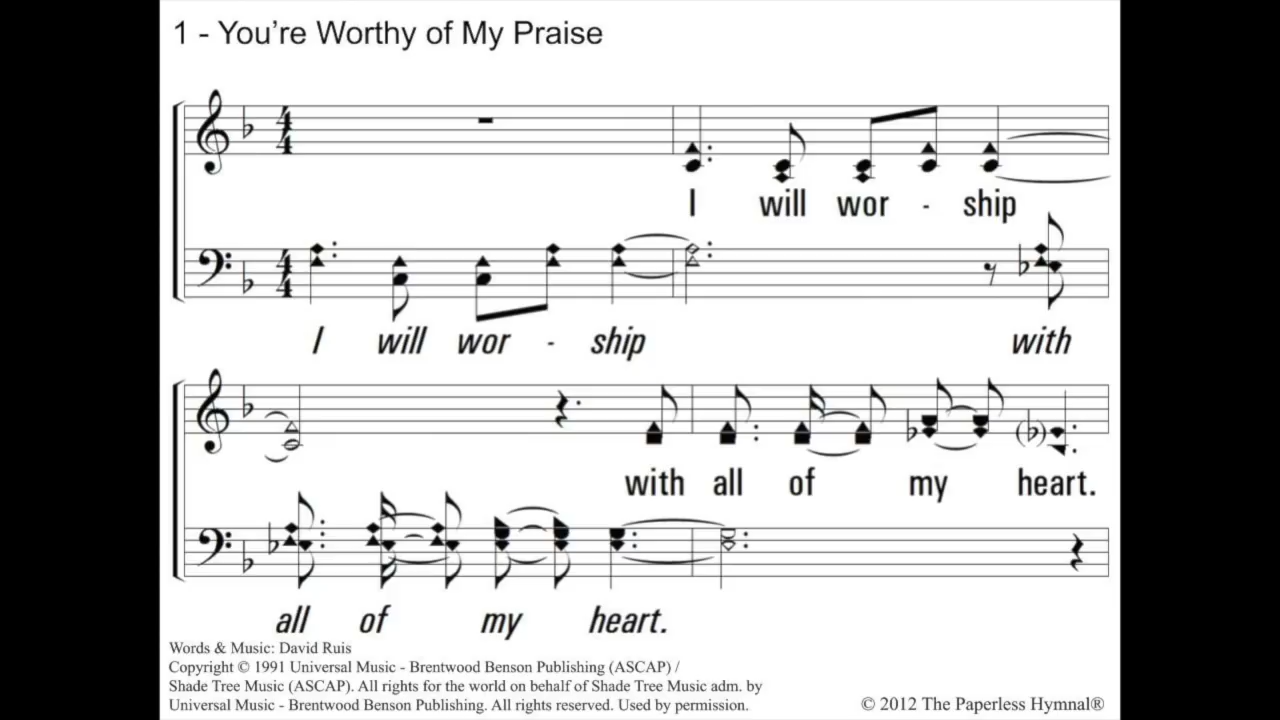 1 - You're Worthy of My Praise
I will wor - ship
I will wor - ship with
with all of my heart.
all of my heart.
Words & Music: David Ruis
Copyright © 1991 Universal Music - Brentwood Benson Publishing (ASCAP) /
Shade Tree Music (ASCAP). All rights for the world on behalf of Shade Tree Music adm. by
Universal Music - Brentwood Benson Publishing. All rights reserved. Used by permission.
© 2012 The Paperless Hymnal®